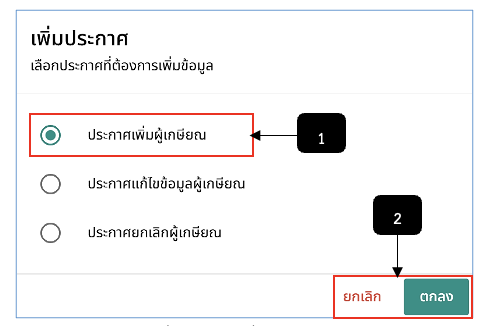 เพิ่มประกาศ
เลือกประกาศที่ต้องการเพิ่มข้อมูล
ประกาศเพิ่มผู้เกษียณ
1
ประกาศแก้ไขข้อมูลผู้เกษียณ
2
ประกาศยกเลิกผู้เกษียณ
ยกเลิก
ตกลง